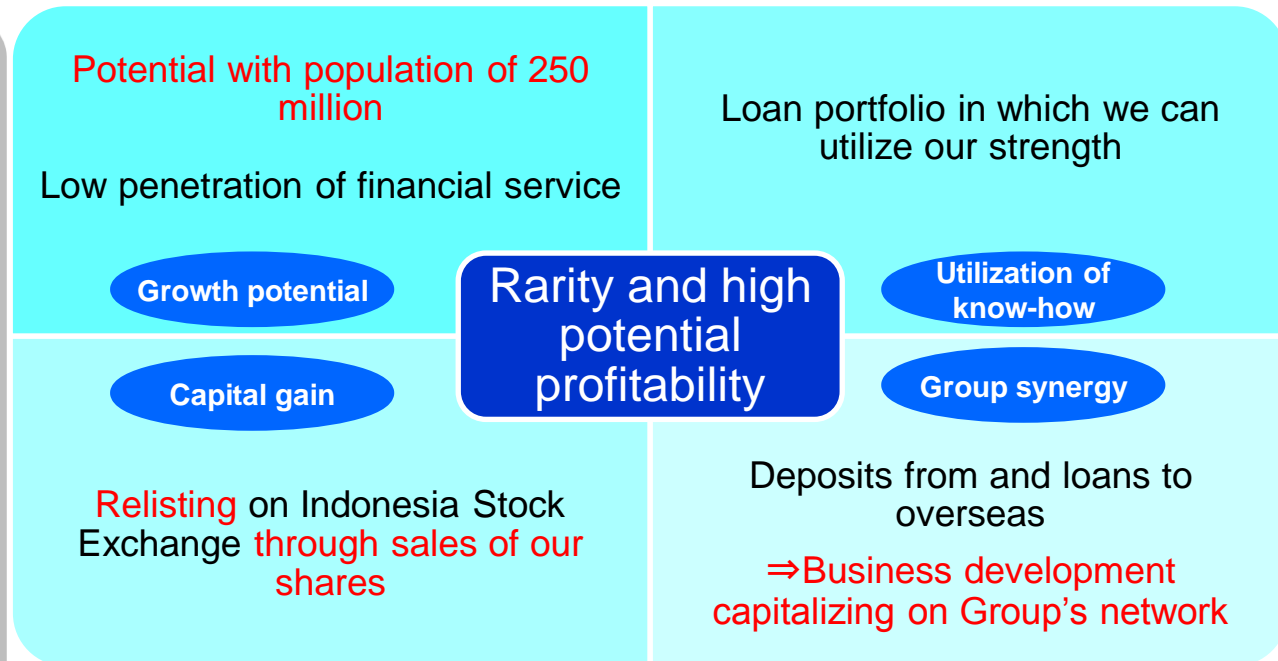 Potential with population of 250
million
Low penetration of financial service
Growth potential
Loan portfolio in which we can
utilize our strength
Utilization of
know-how
Rarity and high
potential
profitability
Capital gain
Relisting on Indonesia Stock
Exchange through sales of our
shares
Group synergy
Deposits from and loans to
overseas
⇒Business development
capitalizing on Group's network